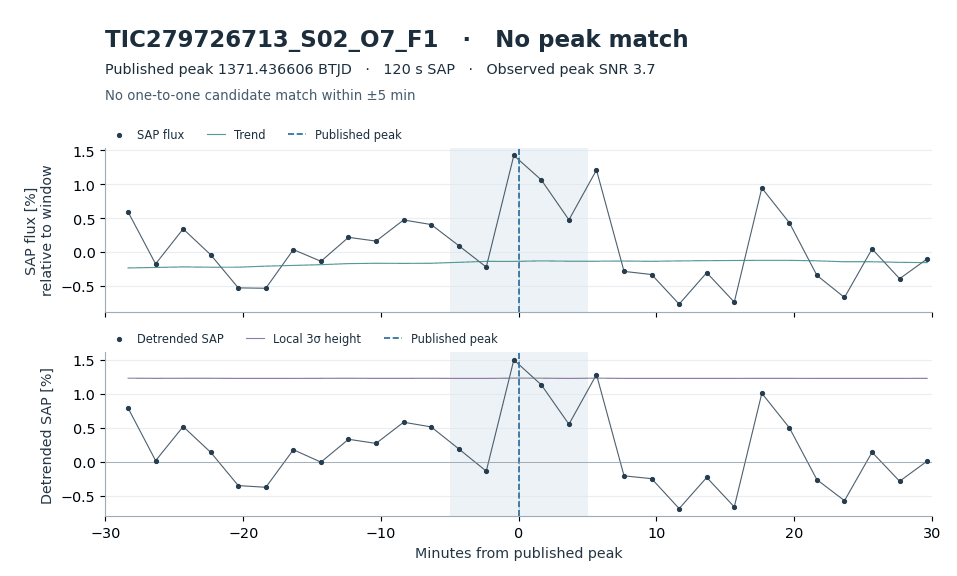 TIC279726713_S02_O7_F1 · No peak match
Published peak 1371.436606 BTJD · 120 s SAP · Observed peak SNR 3.7
No one-to-one candidate match within ±5 min
SAP flux Trend Published peak
SAP flux [%]
relative to window
1.5
1.0
0.5
0.0
−0.5
Detrended SAP Local 3σ height Published peak
Detrended SAP [%]
1.5
1.0
0.5
0.0
−0.5
−30 −20 −10 0 10 20 30
Minutes from published peak